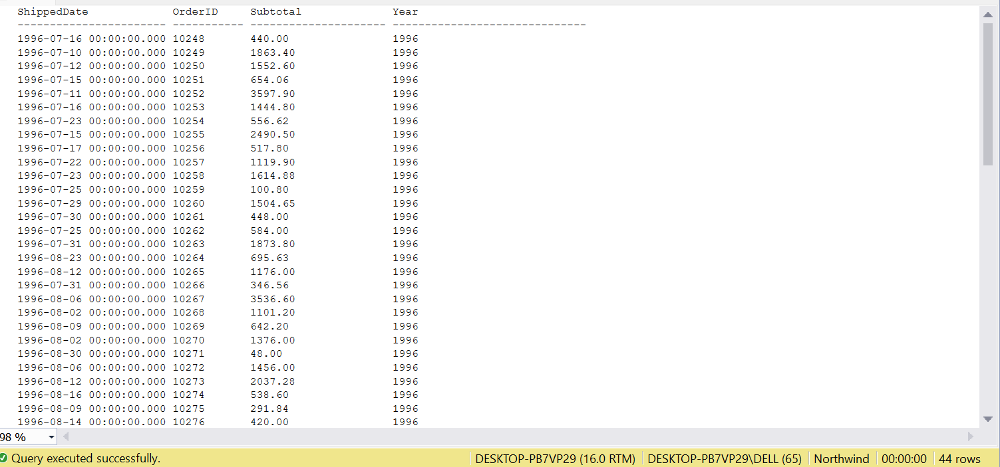 ShippedDate OrderID Subtotal Year
----------------------- ----------- --------------------- ------------------------------
1996-07-16 00:00:00.000 10248 440.00 1996
1996-07-10 00:00:00.000 10249 1863.40 1996
1996-07-12 00:00:00.000 10250 1552.60 1996
1996-07-15 00:00:00.000 10251 654.06 1996
1996-07-11 00:00:00.000 10252 3597.90 1996
1996-07-16 00:00:00.000 10253 1444.80 1996
1996-07-23 00:00:00.000 10254 556.62 1996
1996-07-15 00:00:00.000 10255 2490.50 1996
1996-07-17 00:00:00.000 10256 517.80 1996
1996-07-22 00:00:00.000 10257 1119.90 1996
1996-07-23 00:00:00.000 10258 1614.88 1996
1996-07-25 00:00:00.000 10259 100.80 1996
1996-07-29 00:00:00.000 10260 1504.65 1996
1996-07-30 00:00:00.000 10261 448.00 1996
1996-07-25 00:00:00.000 10262 584.00 1996
1996-07-31 00:00:00.000 10263 1873.80 1996
1996-08-23 00:00:00.000 10264 695.63 1996
1996-08-12 00:00:00.000 10265 1176.00 1996
1996-07-31 00:00:00.000 10266 346.56 1996
1996-08-06 00:00:00.000 10267 3536.60 1996
1996-08-02 00:00:00.000 10268 1101.20 1996
1996-08-09 00:00:00.000 10269 642.20 1996
1996-08-02 00:00:00.000 10270 1376.00 1996
1996-08-30 00:00:00.000 10271 48.00 1996
1996-08-06 00:00:00.000 10272 1456.00 1996
1996-08-12 00:00:00.000 10273 2037.28 1996
1996-08-16 00:00:00.000 10274 538.60 1996
1996-08-09 00:00:00.000 10275 291.84 1996
1996-08-14 00:00:00.000 10276 420.00 1996
98 %
Query executed successfully. DESKTOP-PB7VP29 (16.0 RTM) DESKTOP-PB7VP29\DELL (65) Northwind 00:00:00 44 rows